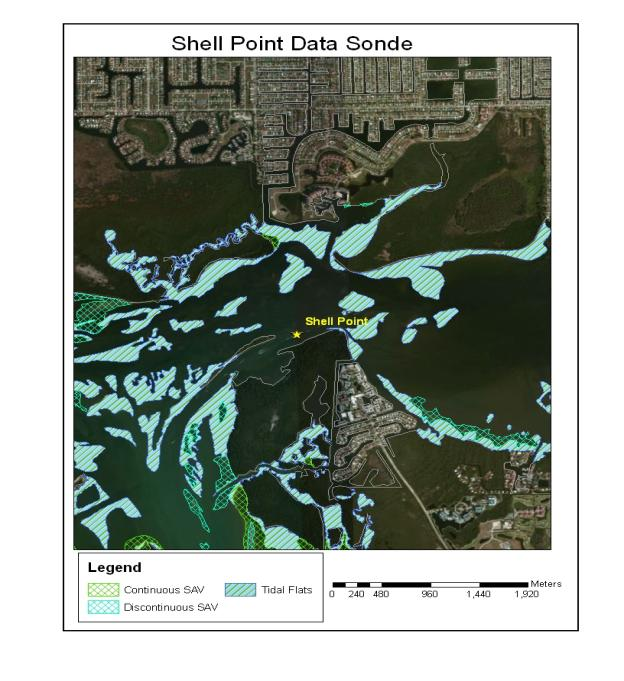 Shell Point Data Sonde
Shell Point
Legend
Continuous SAV
Tidal Flats
Discontinuous SAV
Meters
0 240 480 960 1,440 1,920